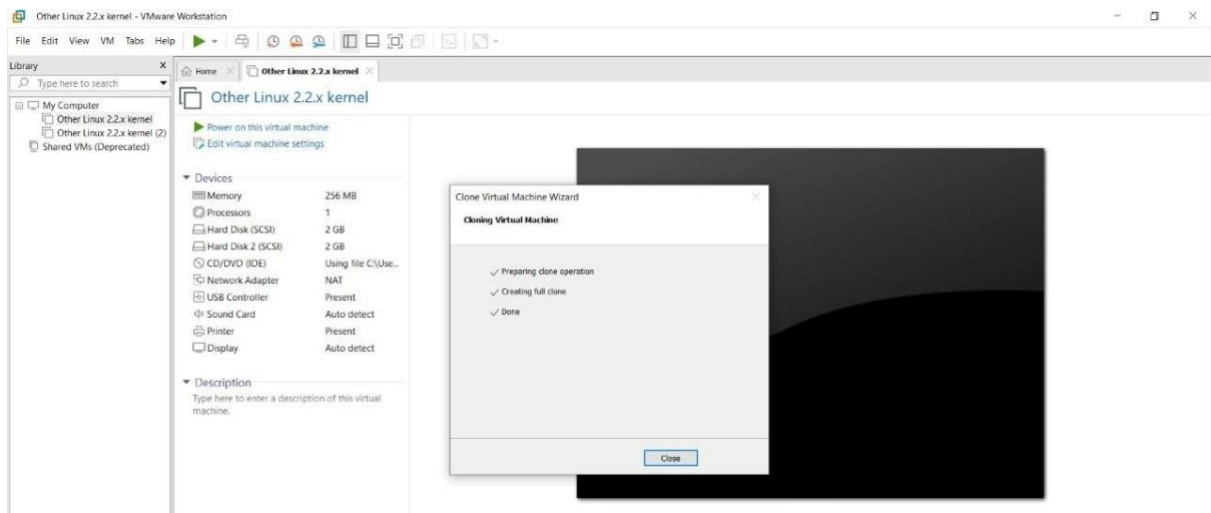 Other Linux 2.2.x kernel - VMware Workstation
File Edit View VM Tabs Help
Library X
Type here to search
My Computer
Other Linux 2.2.x kernel
Other Linux 2.2.x kernel (2)
Shared VMs (Deprecated)
Home
Other Linux 2.2.x kernel
Other Linux 2.2.x kernel
Power on this virtual machine
Edit virtual machine settings
Devices
Memory 256 MB
Processors 1
Hard Disk (SCSI) 2 GB
Hard Disk 2 (SCSI) 2 GB
CD/DVD (IDE) Using file C:\Use...
Network Adapter NAT
USB Controller Present
Sound Card Auto detect
Printer Present
Display Auto detect
Description
Type here to enter a description of this virtual
machine.
Clone Virtual Machine Wizard
Cloning Virtual Machine
Preparing clone operation
Creating full clone
Done
Close